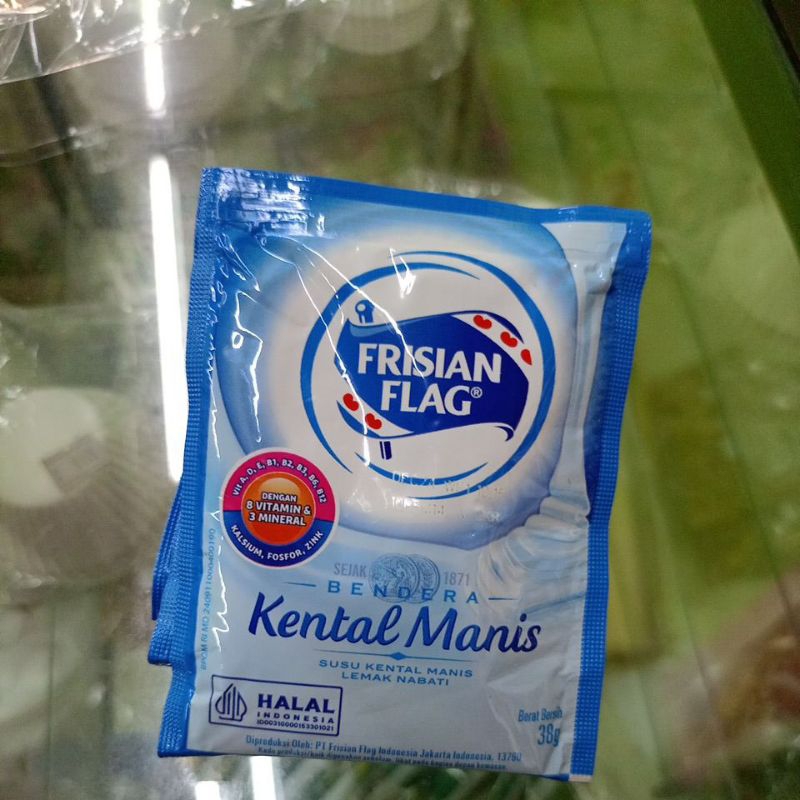 FRISIAN
FLAG®
Vit A, D, E, B1, B2, B3, B6, B12
DENGAN
8 VITAMIN &
3 MINERAL
KALSIUM, FOSFOR, ZINK
SEJAK 1871
BENDERA
Kental Manis
SUSU KENTAL MANIS
LEMAK NABATI
HALAL
INDONESIA
Berat Bersih
38g
Diproduksi Oleh: PT Frisian Flag Indonesia Jakarta Indonesia, 13760